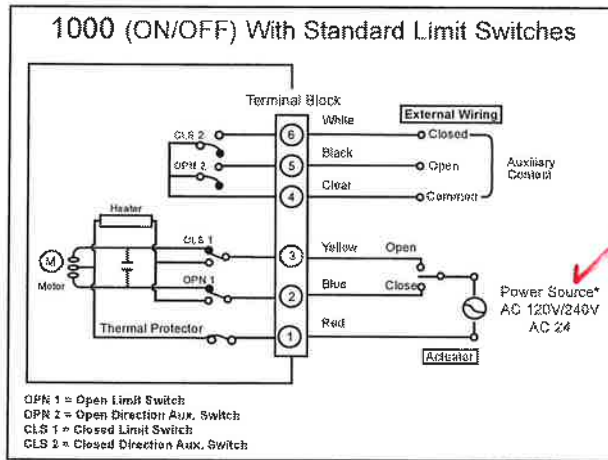 1000 (ON/OFF) With Standard Limit Switches
Terminal Block
External Wiring
CLS 2
6
White
Closed
OPN 2
5
Black
Open
Auxiliary
Contact
4
Clear
Common
Heater
CLS 1
3
Yellow
Open
M
Motor
OPN 1
2
Blue
Close
Power Source*
AC 120V/240V
AC 24
Thermal Protector
1
Red
Actuator
OPN 1 = Open Limit Switch
OPN 2 = Open Direction Aux. Switch
CLS 1 = Closed Limit Switch
CLS 2 = Closed Direction Aux. Switch